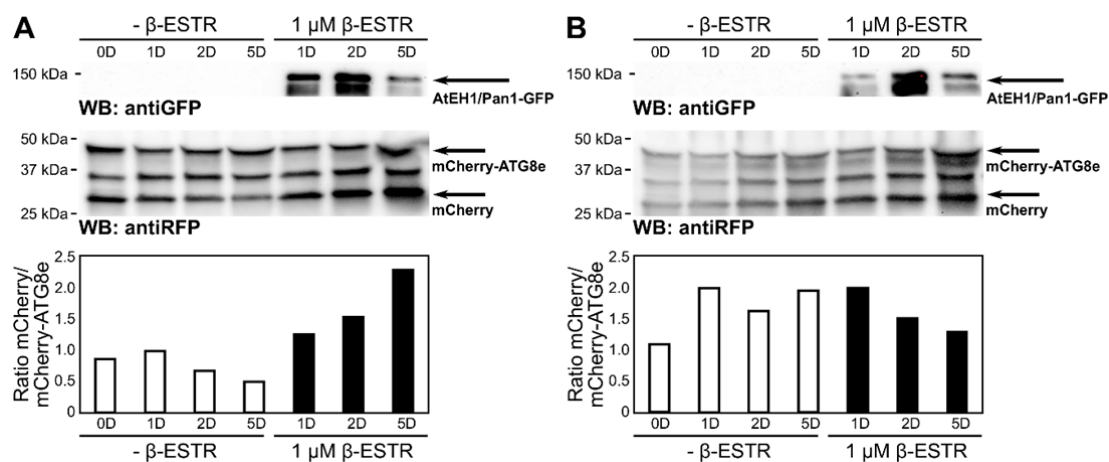 A
- β-ESTR 1 µM β-ESTR
0D 1D 2D 5D 1D 2D 5D
150 kDa
AtEH1/Pan1-GFP
WB: antiGFP
50 kDa
mCherry-ATG8e
37 kDa
mCherry
25 kDa
WB: antiRFP
Ratio mCherry/
mCherry-ATG8e
2.5
2.0
1.5
1.0
0.5
0
0D 1D 2D 5D 1D 2D 5D
- β-ESTR 1 µM β-ESTR
B
- β-ESTR 1 µM β-ESTR
0D 1D 2D 5D 1D 2D 5D
150 kDa
AtEH1/Pan1-GFP
WB: antiGFP
50 kDa
mCherry-ATG8e
37 kDa
mCherry
25 kDa
WB: antiRFP
Ratio mCherry/
mCherry-ATG8e
2.5
2.0
1.5
1.0
0.5
0
0D 1D 2D 5D 1D 2D 5D
- β-ESTR 1 µM β-ESTR